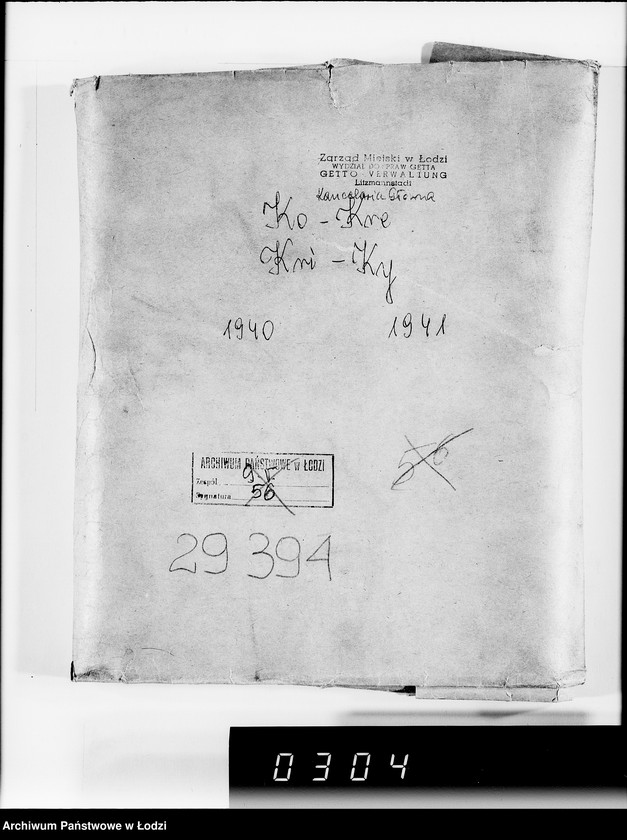 Zarząd Miejski w Łodzi
WYDZIAŁ DO SPRAW GETTA
GETTO-VERWALTUNG
Litzmannstadt
Kancelaria Główna
Ko - Kre
Kri - Ky
1940 1941
ARCHIWUM PAŃSTWOWE w ŁODZI
Zespół
Sygnatura 56
56
29 394
0304
Archiwum Państwowe w Łodzi